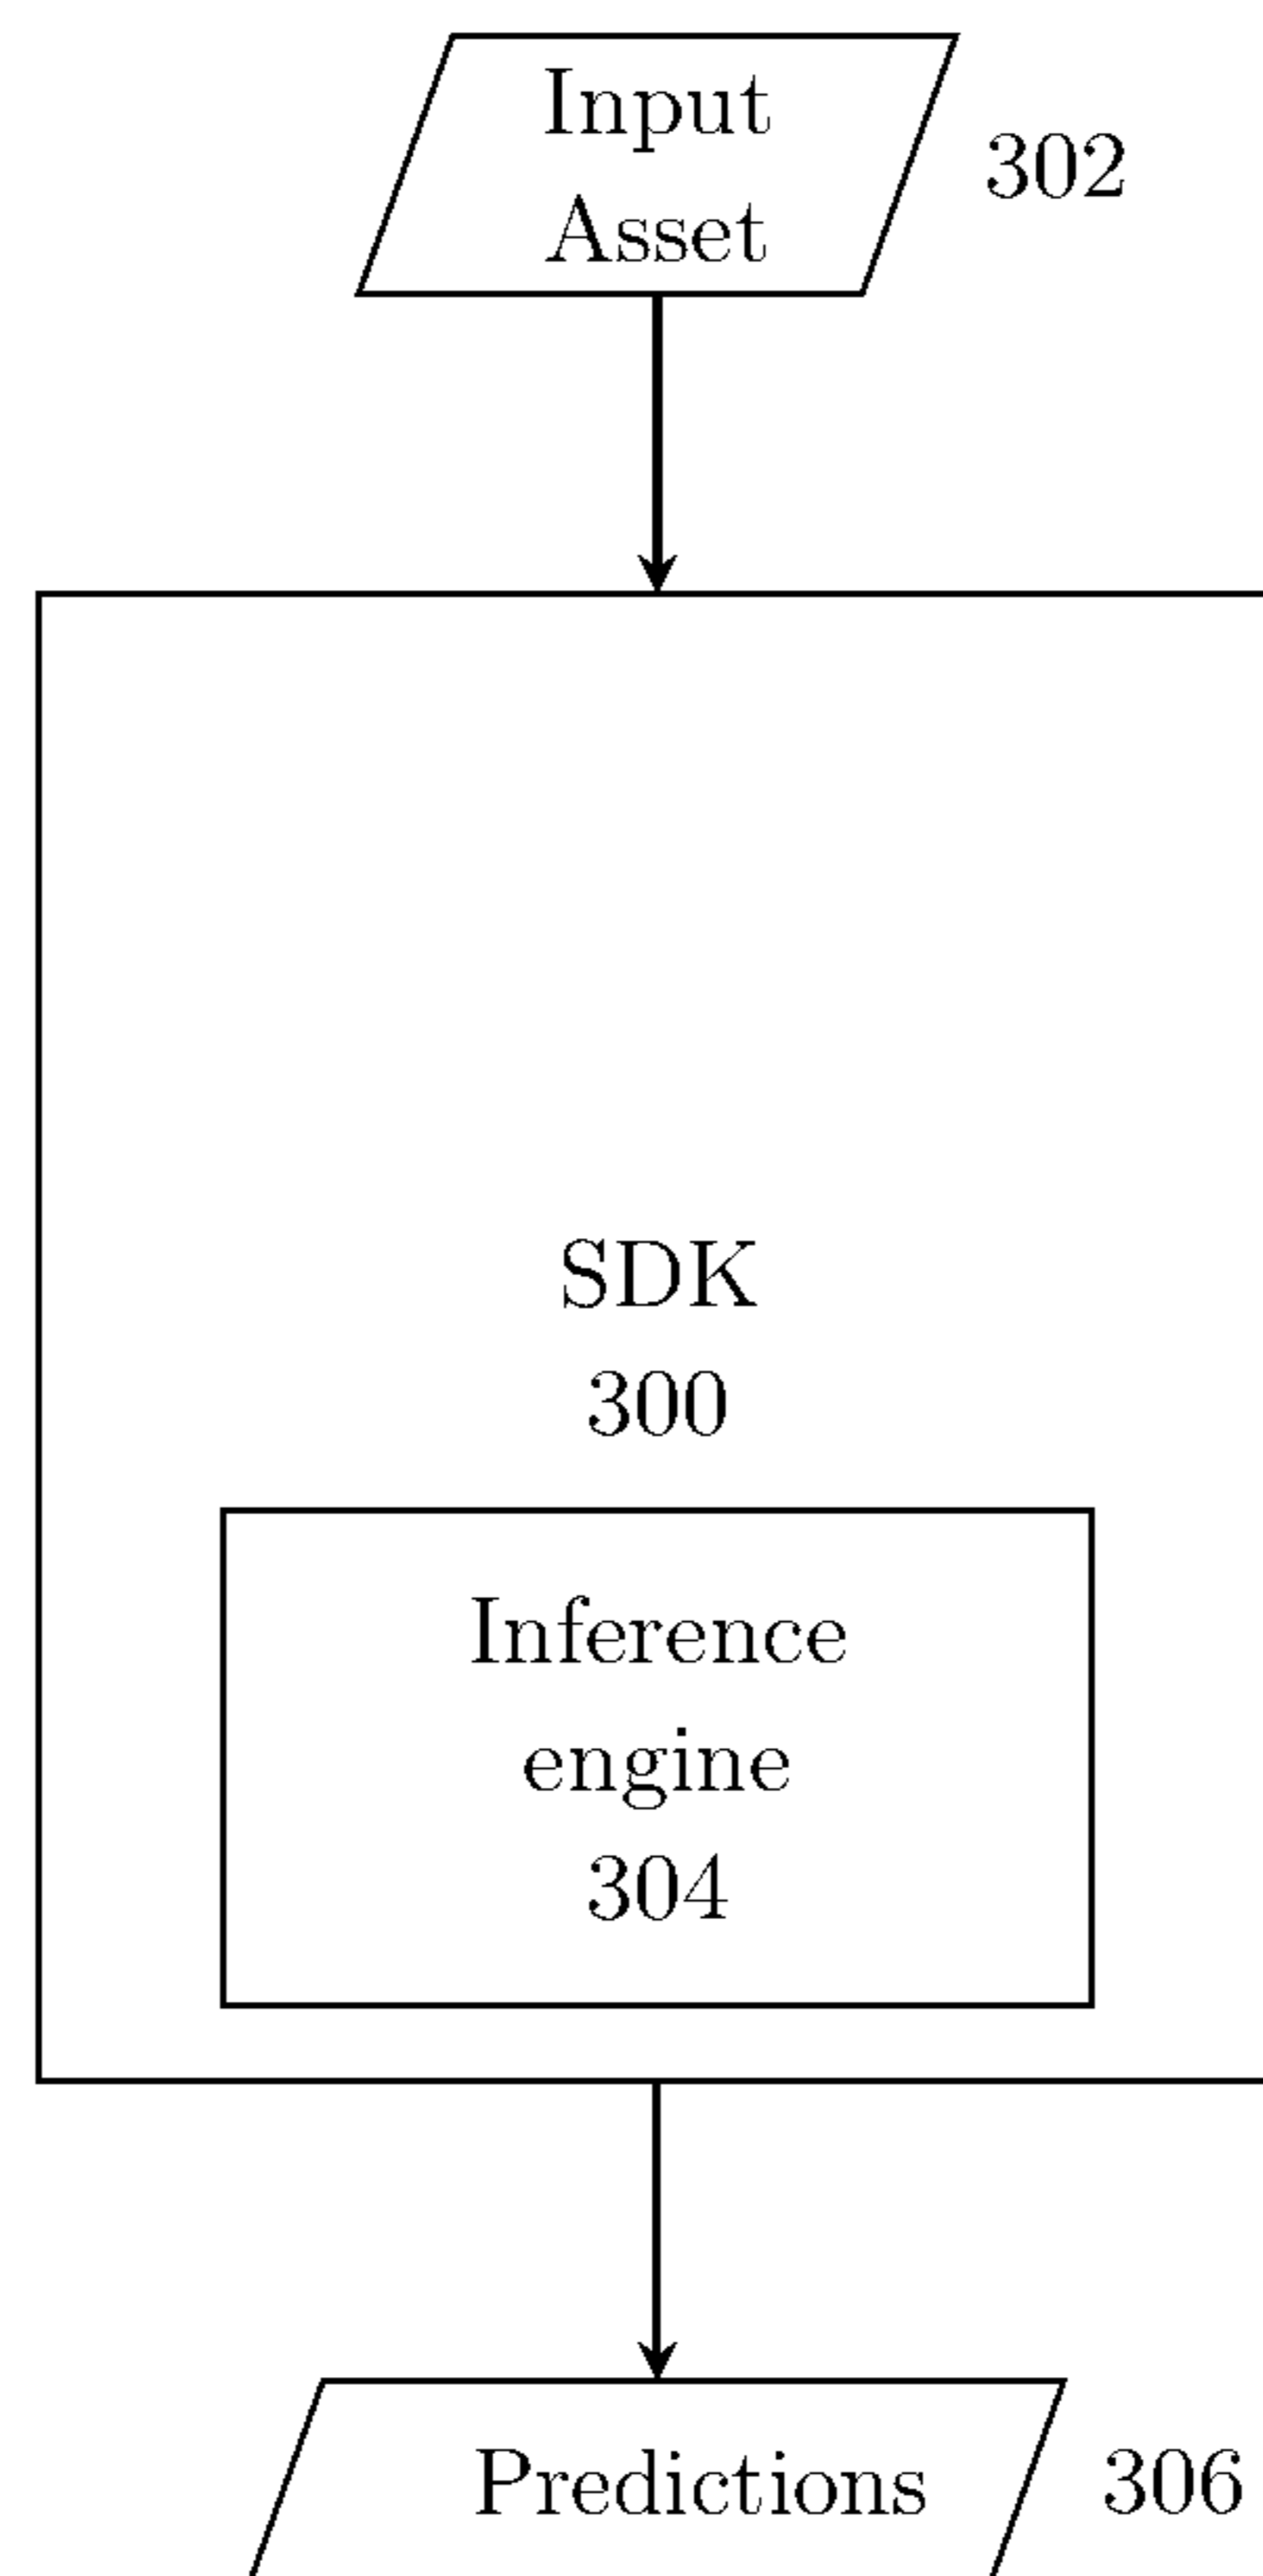 Input
Asset
302
SDK
300
Inference
engine
304
Predictions
306